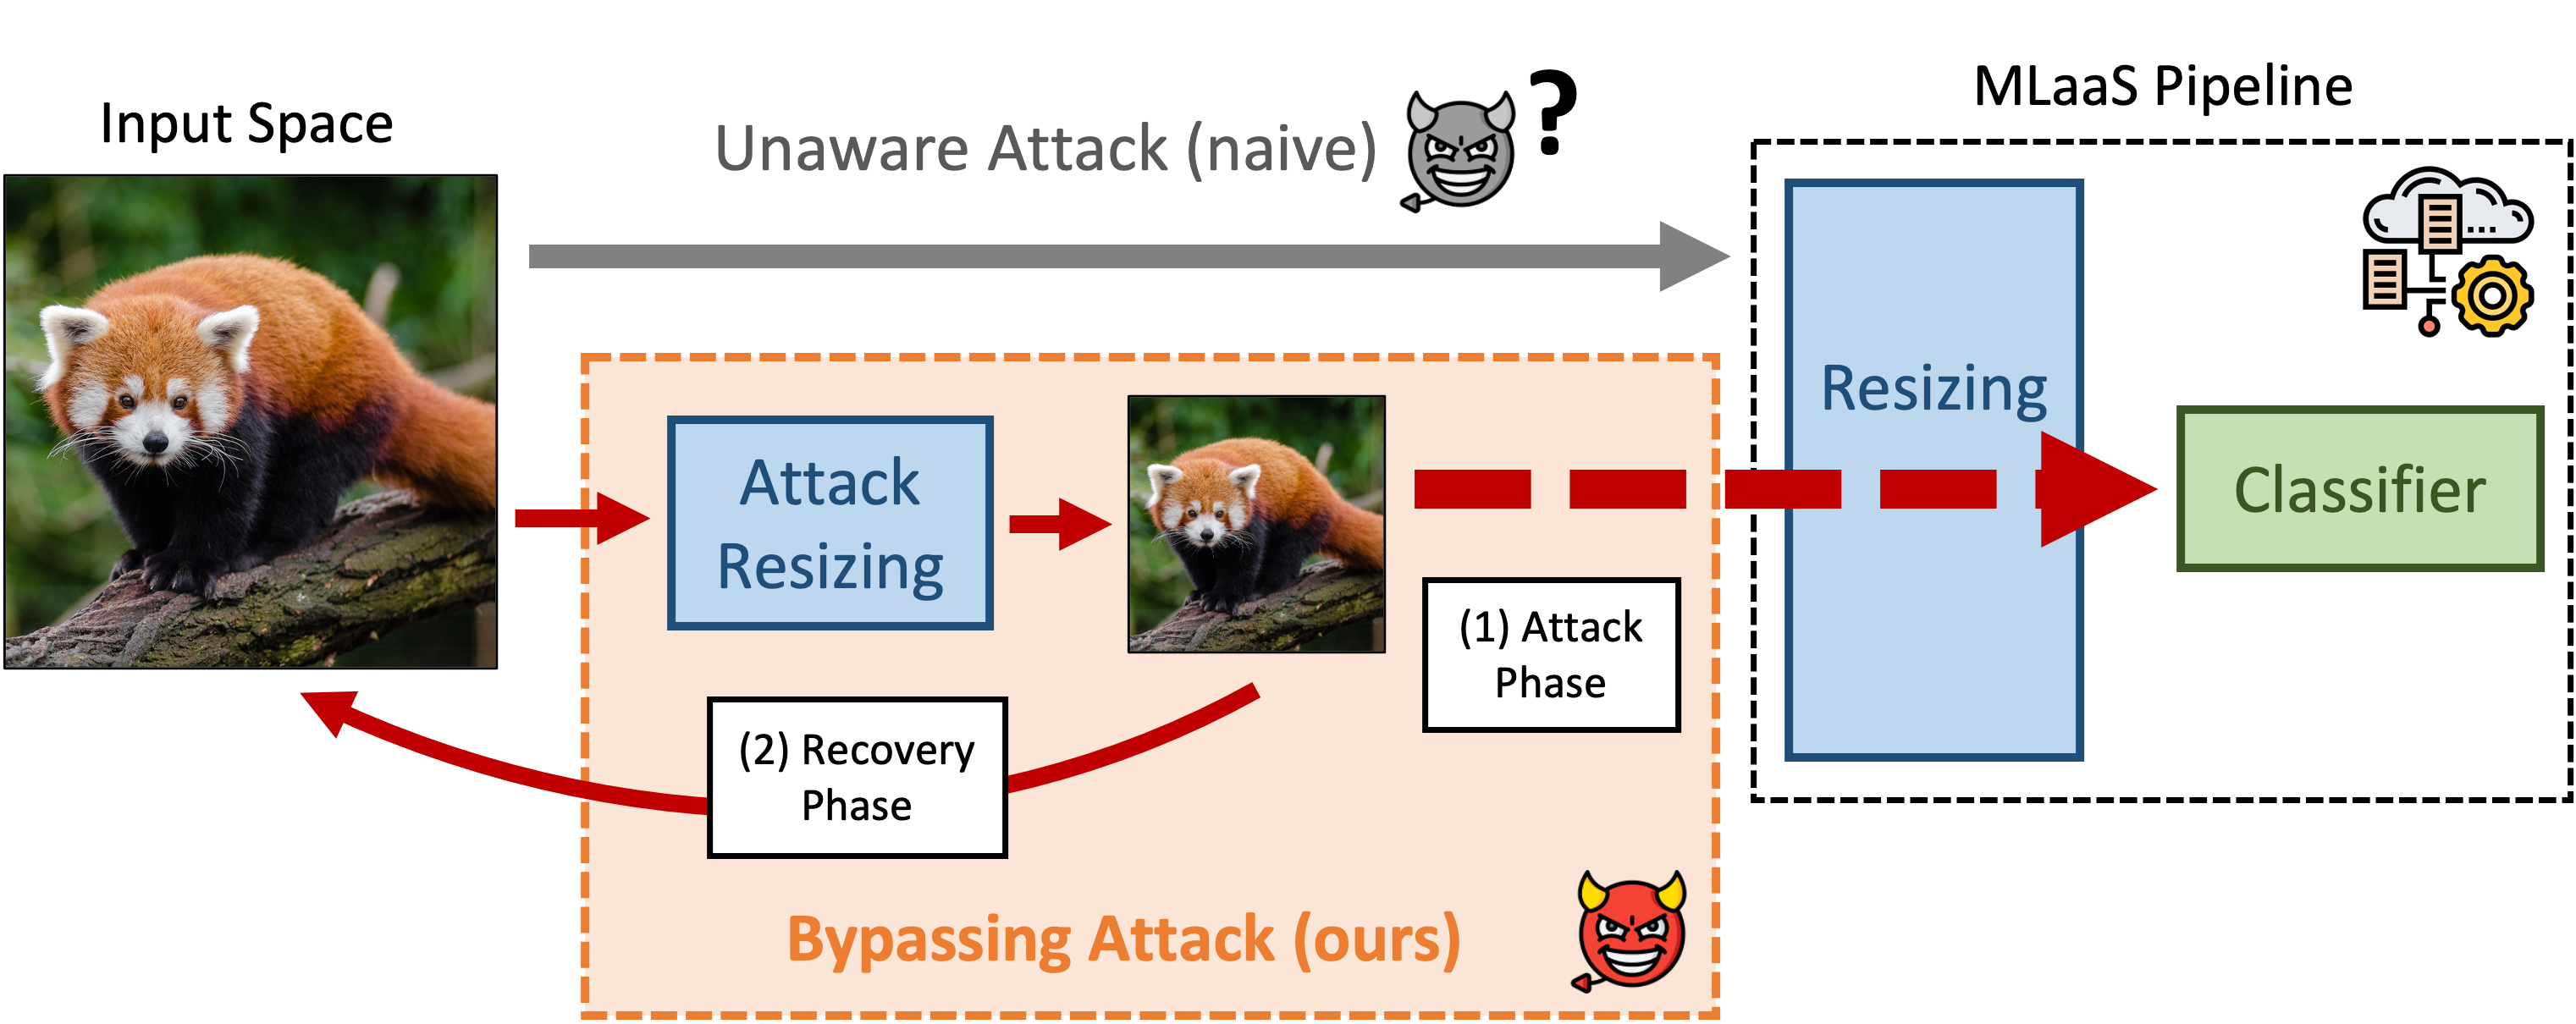 Input Space
Unaware Attack (naive)
?
MLaaS Pipeline
Resizing
Classifier
Attack
Resizing
(1) Attack
Phase
(2) Recovery
Phase
Bypassing Attack (ours)